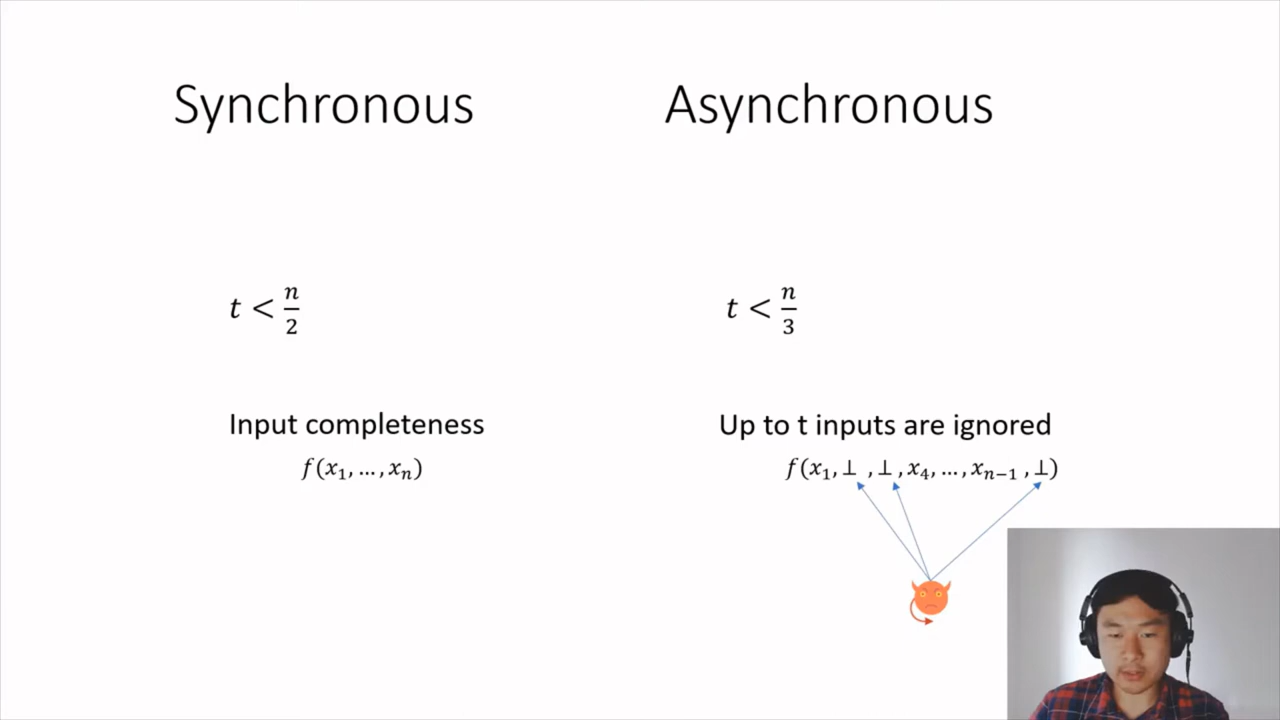 Synchronous
Asynchronous
t < n/2
t < n/3
Input completeness
Up to t inputs are ignored
f(x₁, …, xₙ)
f(x₁, ⊥ , ⊥ , x₄, …, xₙ₋₁ , ⊥)